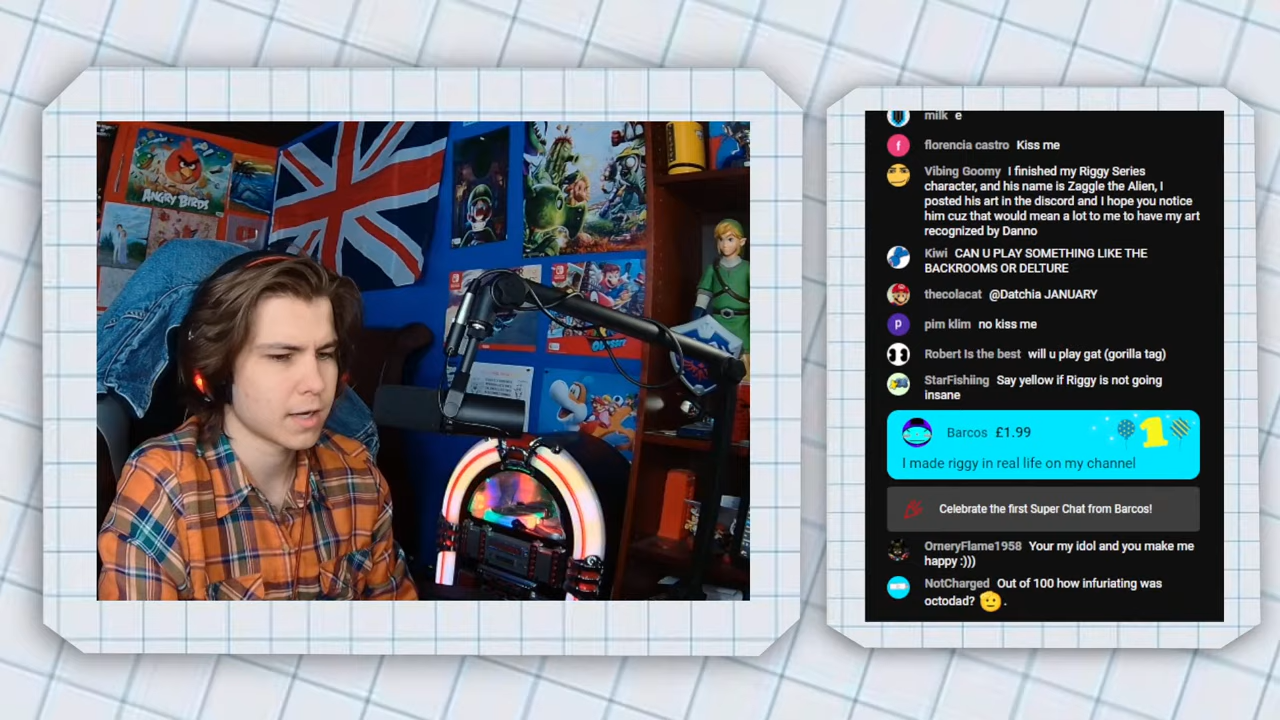 ANGRY BIRDS
milk e
florencia castro Kiss me
Vibing Goomy I finished my Riggy Series
character, and his name is Zaggle the Alien, I
posted his art in the discord and I hope you notice
him cuz that would mean a lot to me to have my art
recognized by Danno
Kiwi CAN U PLAY SOMETHING LIKE THE
BACKROOMS OR DELTURE
thecolacat @Datchia JANUARY
pim klim no kiss me
Robert Is the best will u play gat (gorilla tag)
StarFishiing Say yellow if Riggy is not going
insane
Barcos £1.99
1
I made riggy in real life on my channel
Celebrate the first Super Chat from Barcos!
OrneryFlame1958 Your my idol and you make me
happy :)))
NotCharged Out of 100 how infuriating was
octodad? 🫡 .